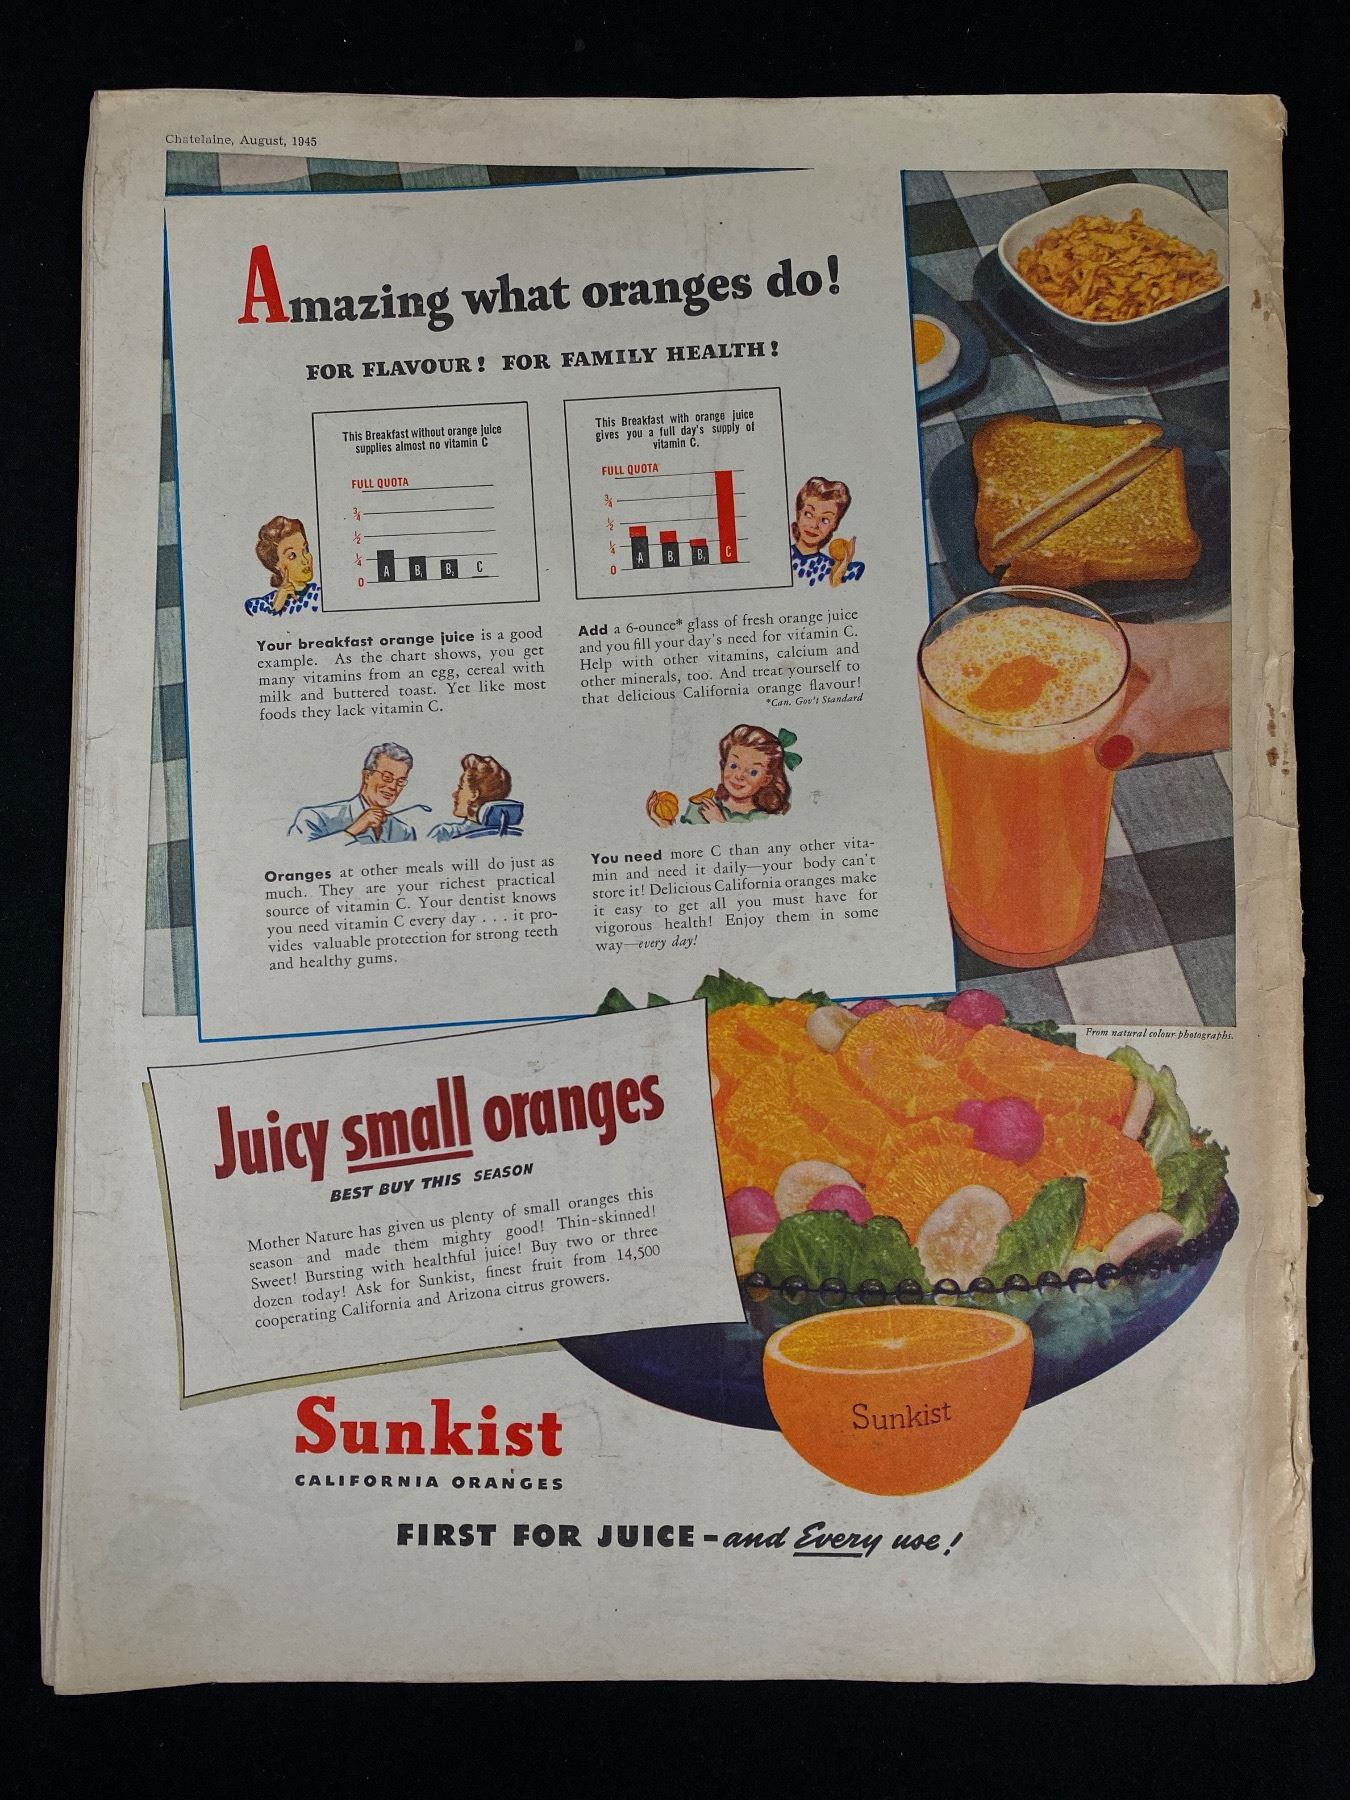 Chatelaine, August, 1945
Amazing what oranges do!
FOR FLAVOUR! FOR FAMILY HEALTH!
This Breakfast without orange juice
supplies almost no vitamin C
FULL QUOTA
¾
½
¼
0
A B₁ B₂ C
This Breakfast with orange juice
gives you a full day's supply of
vitamin C.
FULL QUOTA
¾
½
¼
0
A B₁ B₂ C
Your breakfast orange juice is a good
example. As the chart shows, you get
many vitamins from an egg, cereal with
milk and buttered toast. Yet like most
foods they lack vitamin C.
Add a 6-ounce* glass of fresh orange juice
and you fill your day's need for vitamin C.
Help with other vitamins, calcium and
other minerals, too. And treat yourself to
that delicious California orange flavour!
*Can. Gov't Standard
Oranges at other meals will do just as
much. They are your richest practical
source of vitamin C. Your dentist knows
you need vitamin C every day . . . it pro-
vides valuable protection for strong teeth
and healthy gums.
You need more C than any other vita-
min and need it daily—your body can't
store it! Delicious California oranges make
it easy to get all you must have for
vigorous health! Enjoy them in some
way—every day!
From natural colour photographs.
Juicy small oranges
BEST BUY THIS SEASON
Mother Nature has given us plenty of small oranges this
season and made them mighty good! Thin-skinned!
Sweet! Bursting with healthful juice! Buy two or three
dozen today! Ask for Sunkist, finest fruit from 14,500
cooperating California and Arizona citrus growers.
Sunkist
Sunkist
CALIFORNIA ORANGES
FIRST FOR JUICE-and Every use!